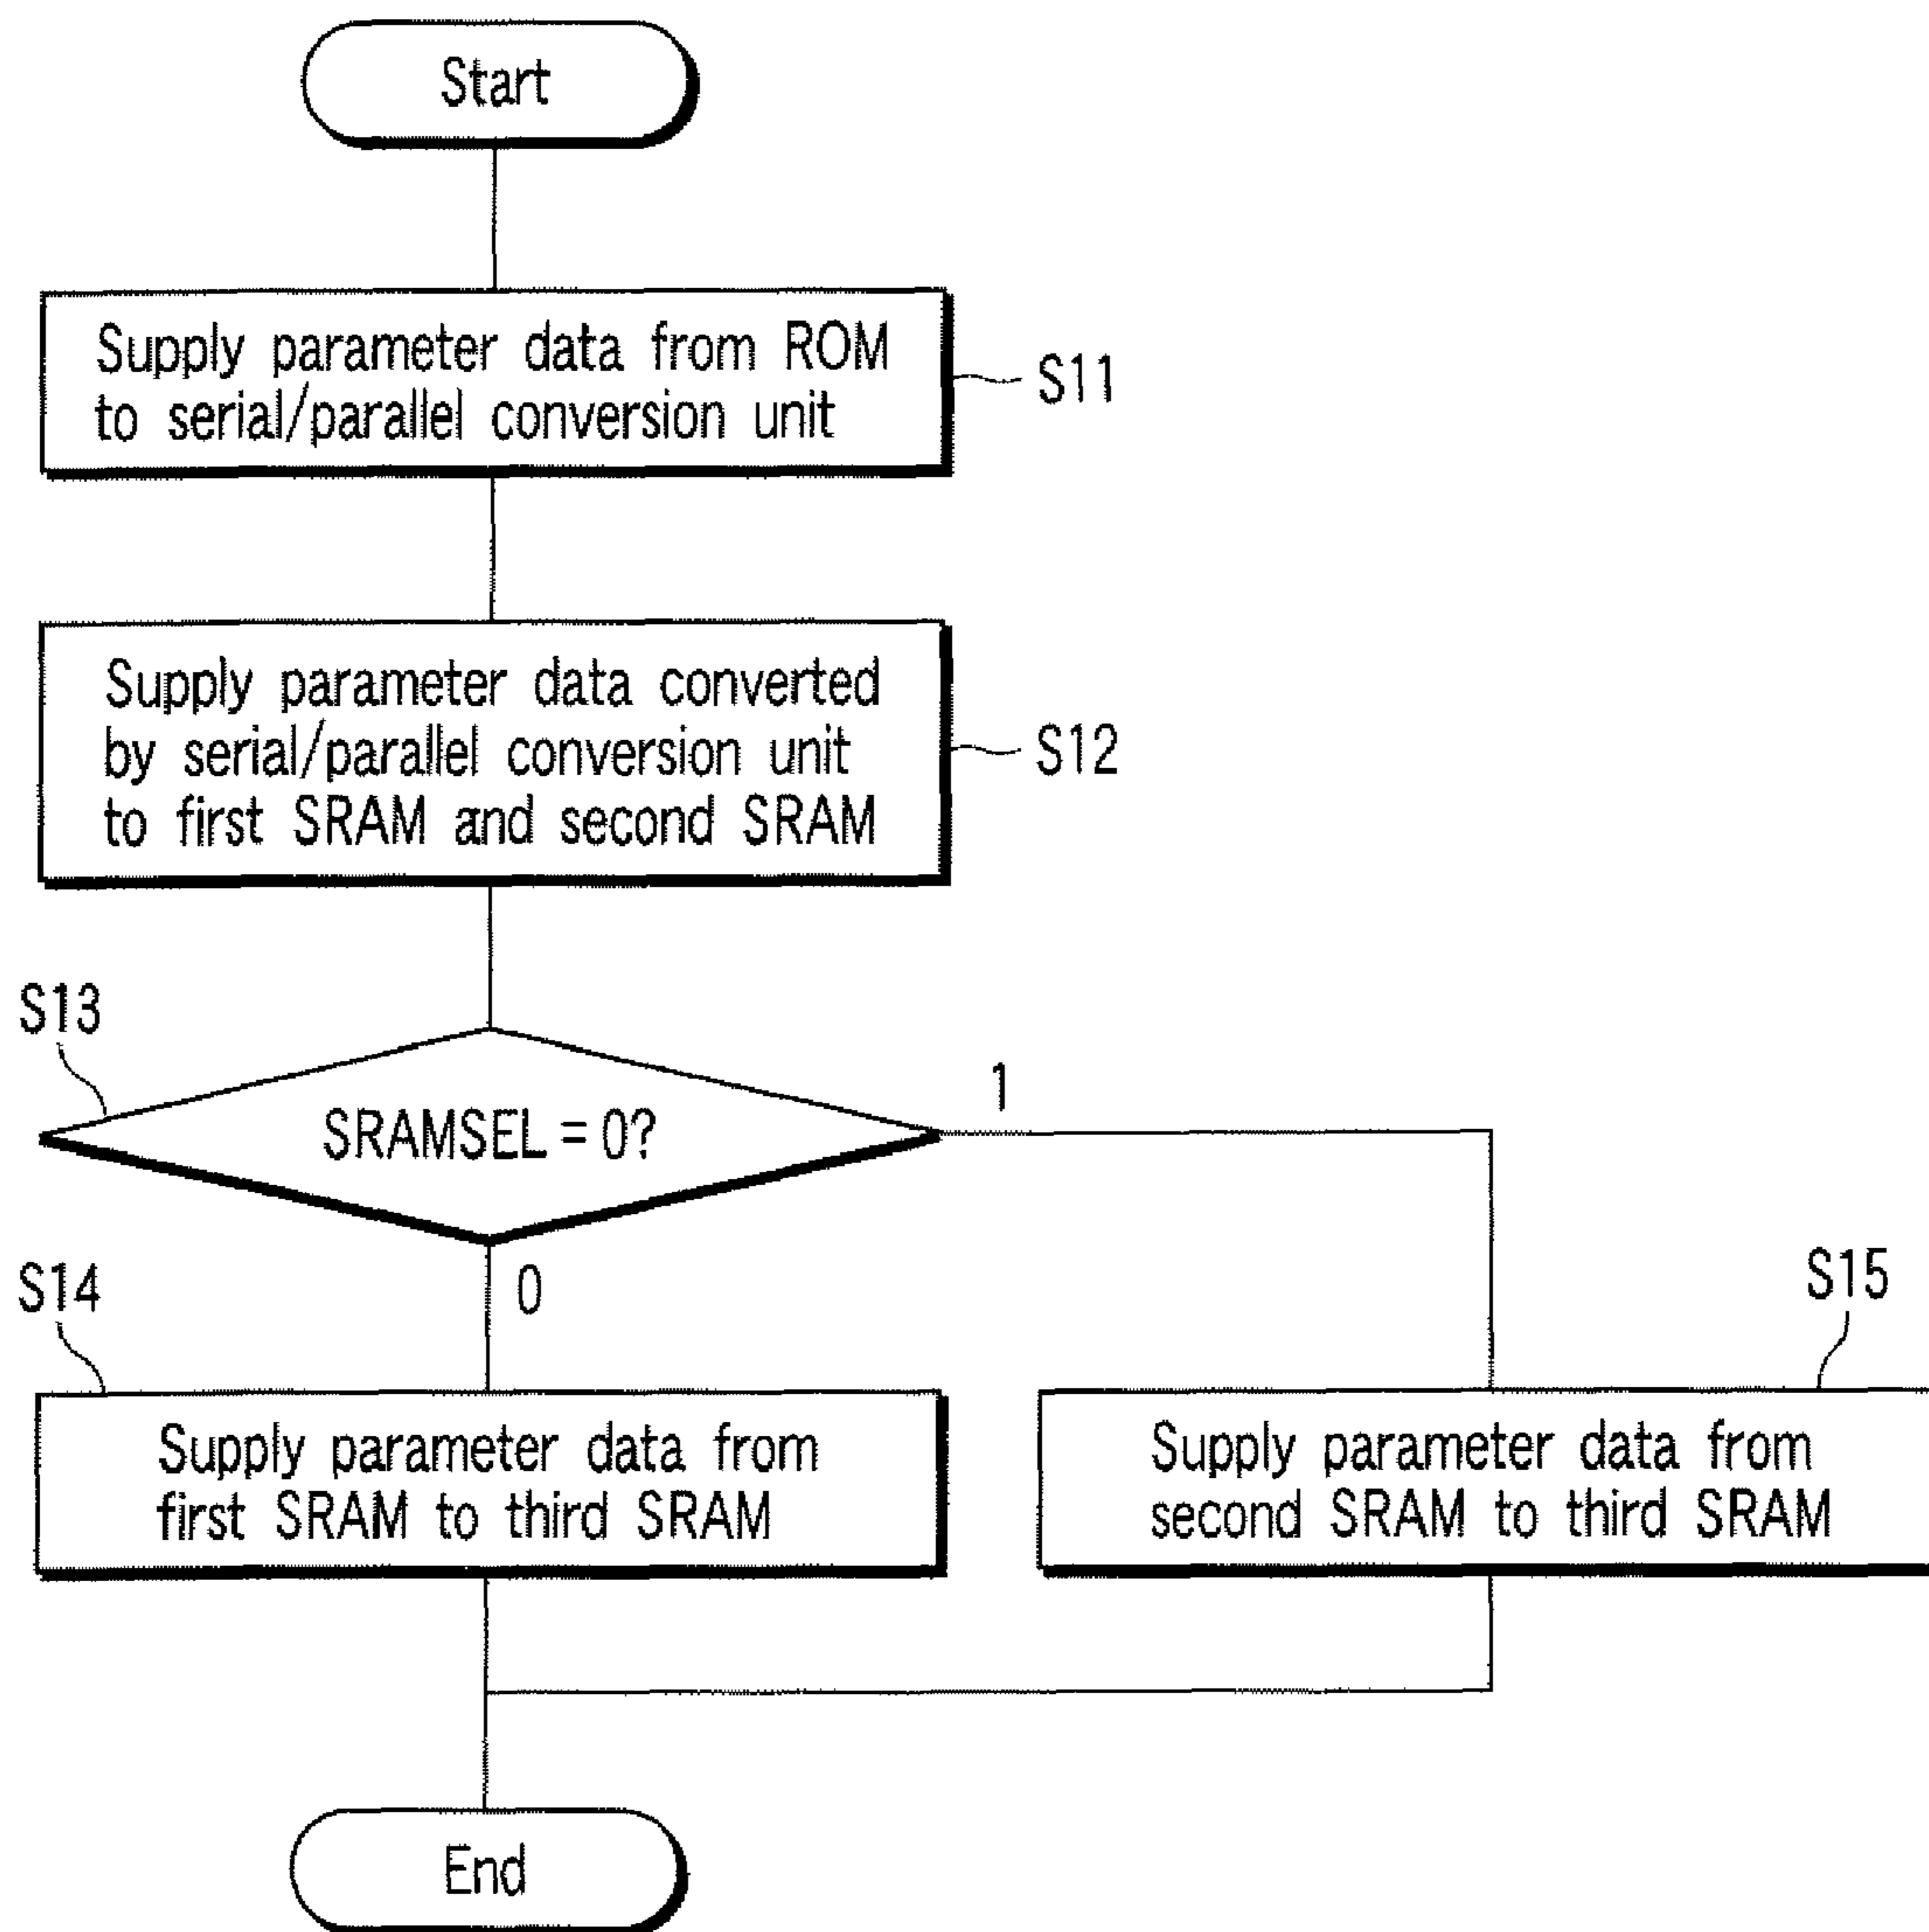 Start
Supply parameter data from ROM
to serial/parallel conversion unit
S11
Supply parameter data converted
by serial/parallel conversion unit
to first SRAM and second SRAM
S12
S13
SRAMSEL = 0?
1
0
S14
Supply parameter data from
first SRAM to third SRAM
S15
Supply parameter data from
second SRAM to third SRAM
End